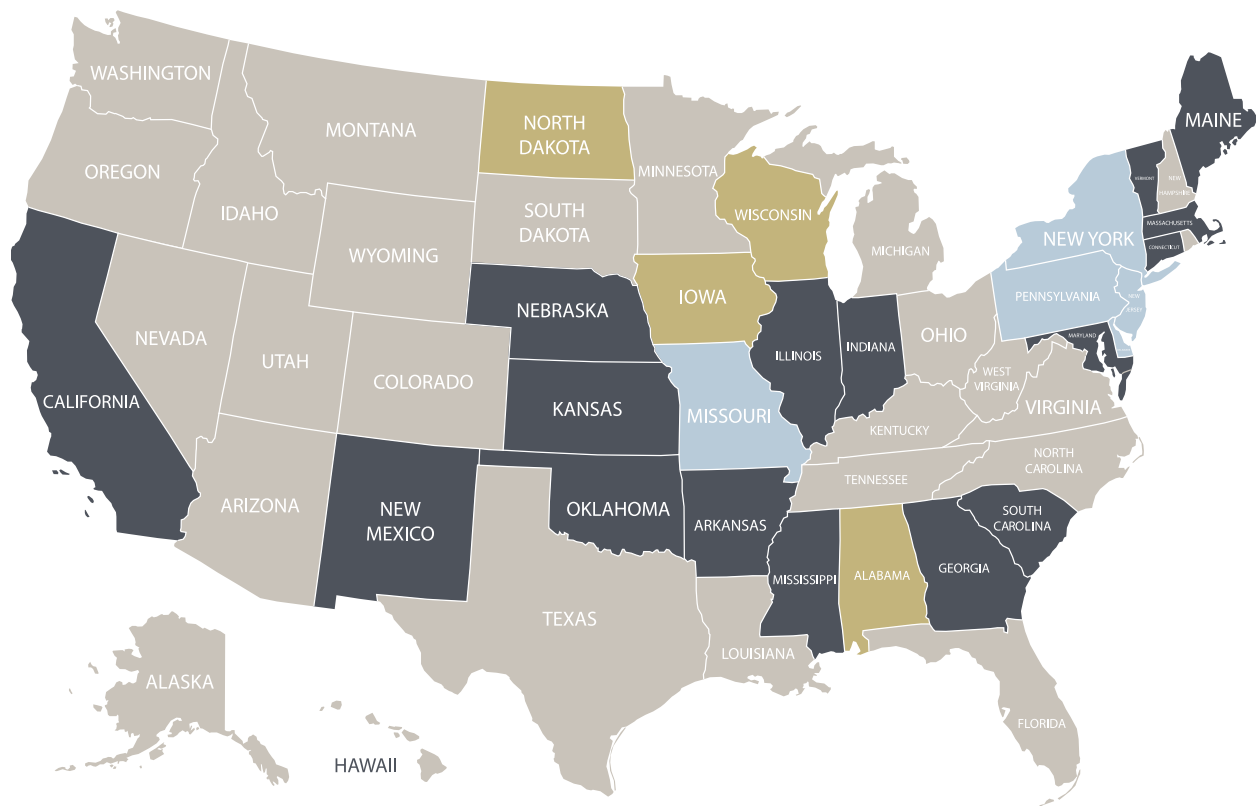 WASHINGTON
MONTANA
NORTH
DAKOTA
MINNESOTA
OREGON
IDAHO
WYOMING
SOUTH
DAKOTA
WISCONSIN
MICHIGAN
MAINE
VERMONT
NEW
HAMPSHIRE
MASSACHUSETTS
CONNECTICUT
NEW YORK
PENNSYLVANIA
NEW
JERSEY
MARYLAND
NEVADA
UTAH
COLORADO
NEBRASKA
IOWA
ILLINOIS
INDIANA
OHIO
WEST
VIRGINIA
VIRGINIA
CALIFORNIA
KANSAS
MISSOURI
KENTUCKY
NORTH
CAROLINA
TENNESSEE
ARIZONA
NEW
MEXICO
OKLAHOMA
ARKANSAS
SOUTH
CAROLINA
MISSISSIPPI
ALABAMA
GEORGIA
TEXAS
LOUISIANA
FLORIDA
ALASKA
HAWAII